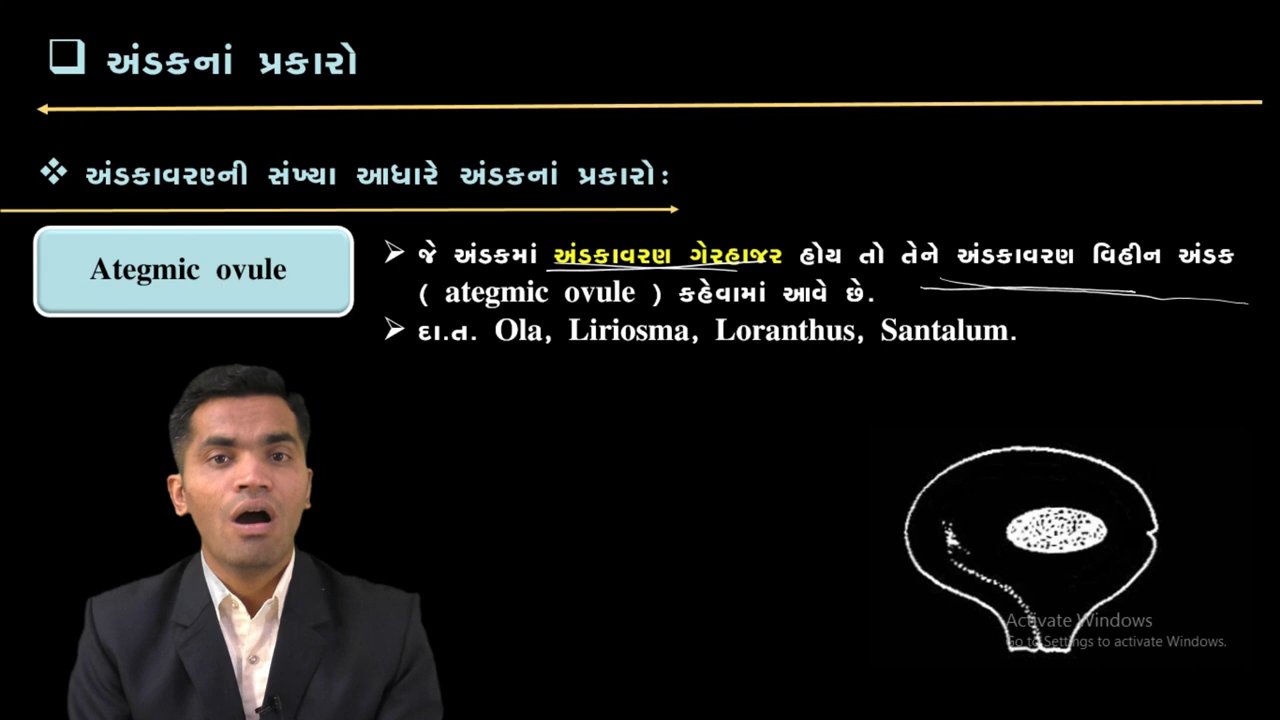 અંડકનાં પ્રકારો
અંડકાવરણની સંખ્યા આધારે અંડકનાં પ્રકારો:
Ategmic ovule
જે અંડકમાં અંડકાવરણ ગેરહાજર હોય તો તેને અંડકાવરણ વિહીન અંડક
( ategmic ovule ) કહેવામાં આવે છે.
દા.ત. Ola, Liriosma, Loranthus, Santalum.
Activate Windows
Go to Settings to activate Windows.